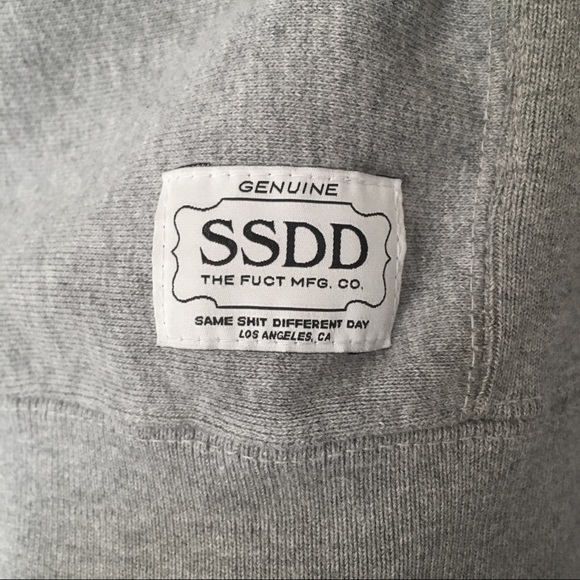 GENUINE
SSDD
THE FUCT MFG. CO.
SAME SHIT DIFFERENT DAY
LOS ANGELES, CA